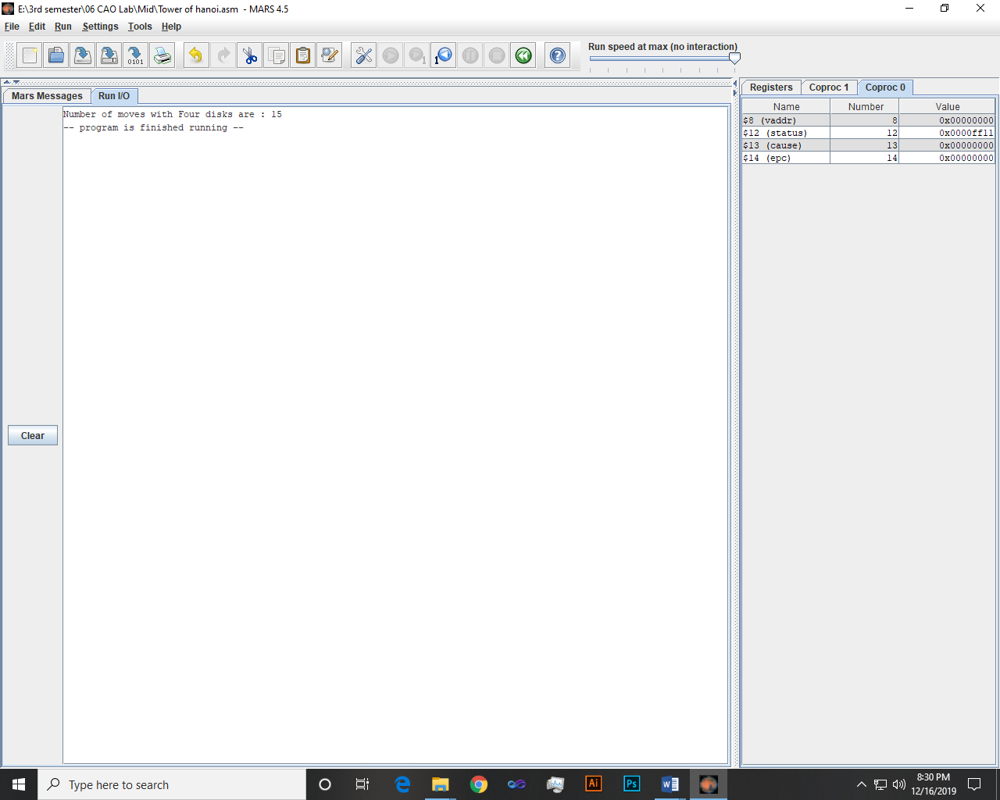 E:\3rd semester\06 CAO Lab\Mid\Tower of hanoi.asm - MARS 4.5
File Edit Run Settings Tools Help
Run speed at max (no interaction)
0101
1
1
Mars Messages Run I/O
Registers Coproc 1 Coproc 0
Number of moves with Four disks are : 15
-- program is finished running --
Name Number Value
$8 (vaddr) 8 0x00000000
$12 (status) 12 0x0000ff11
$13 (cause) 13 0x00000000
$14 (epc) 14 0x00000000
Clear
Type here to search
Ai
Ps
8:30 PM
12/16/2019